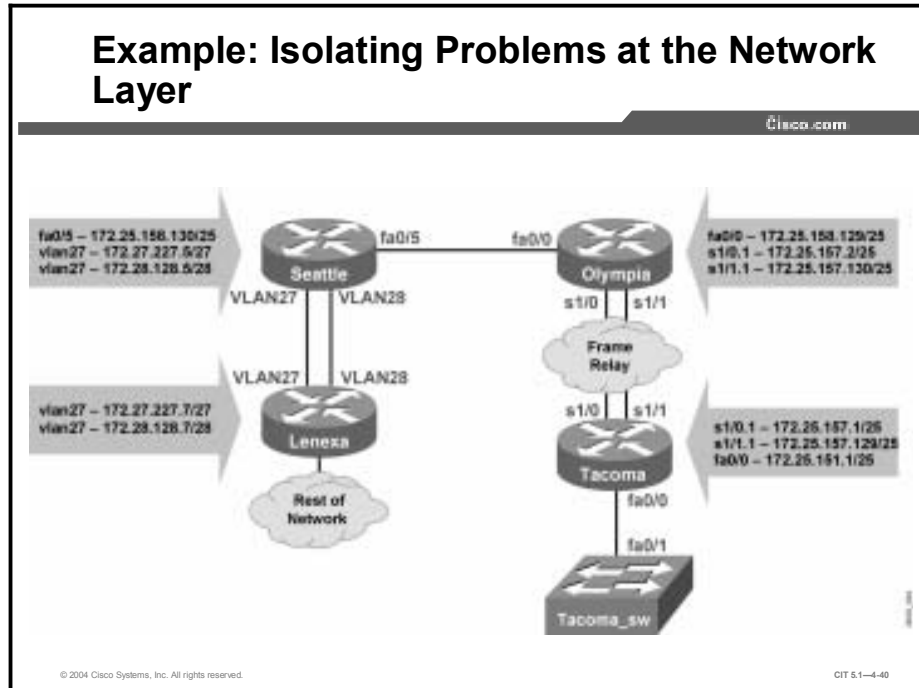 Example: Isolating Problems at the Network
Layer
Cisco.com
fa0/5 – 172.25.158.130/25
vlan27 – 172.27.227.5/27
vlan27 – 172.28.128.5/28
fa0/5
fa0/0
Seattle
Olympia
fa0/0 – 172.25.158.129/25
s1/0.1 – 172.25.157.2/25
s1/1.1 – 172.25.157.130/25
VLAN27
VLAN28
s1/0
s1/1
Frame
Relay
VLAN27
VLAN28
s1/0
s1/1
vlan27 – 172.27.227.7/27
vlan27 – 172.28.128.7/28
Lenexa
Tacoma
s1/0.1 – 172.25.157.1/25
s1/1.1 – 172.25.157.129/25
fa0/0 – 172.25.151.1/25
Rest of
Network
fa0/0
fa0/1
Tacoma_sw
© 2004 Cisco Systems, Inc. All rights reserved.
CIT 5.1—4-40